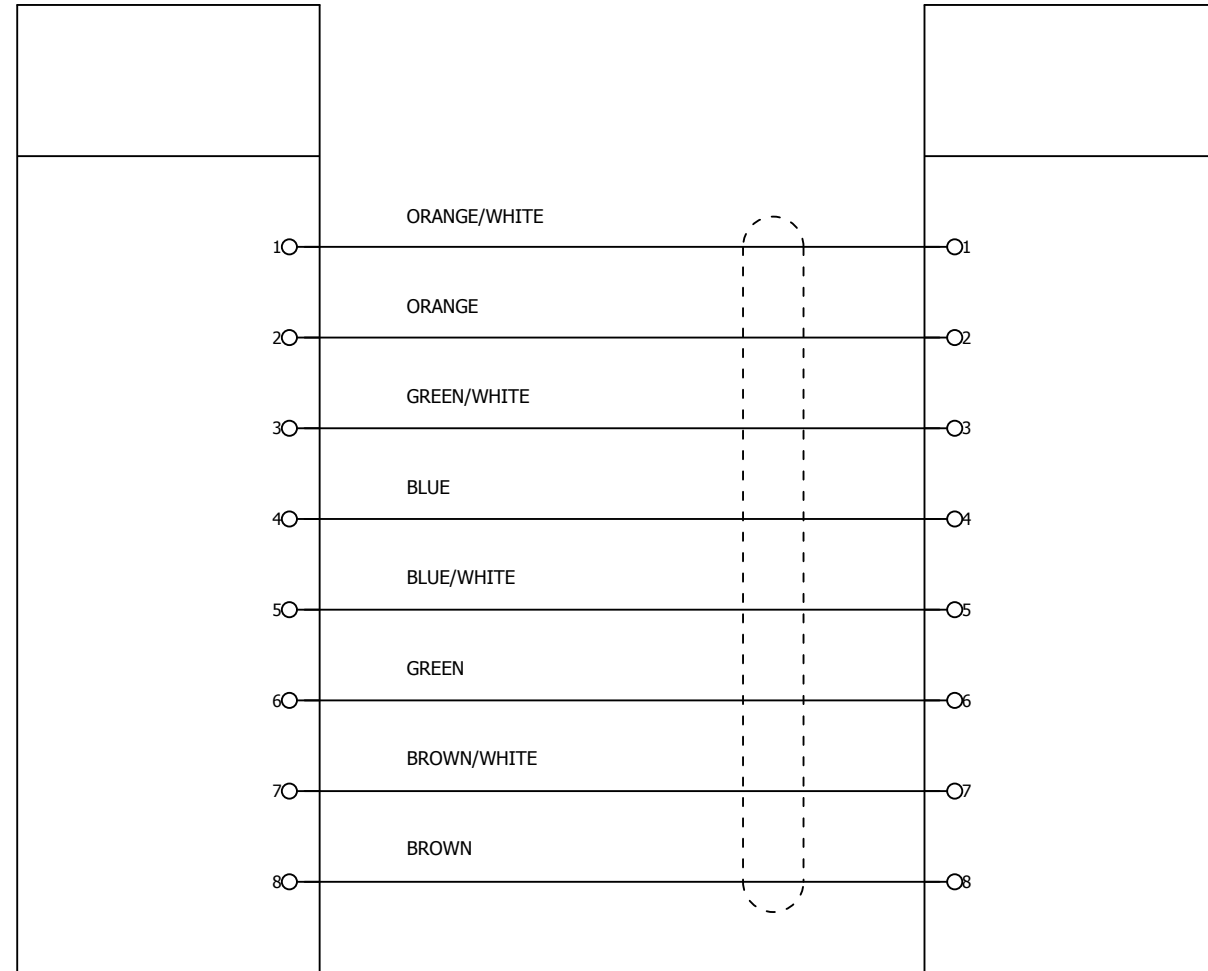 ORANGE/WHITE
1 1
ORANGE
2 2
GREEN/WHITE
3 3
BLUE
4 4
BLUE/WHITE
5 5
GREEN
6 6
BROWN/WHITE
7 7
BROWN
8 8